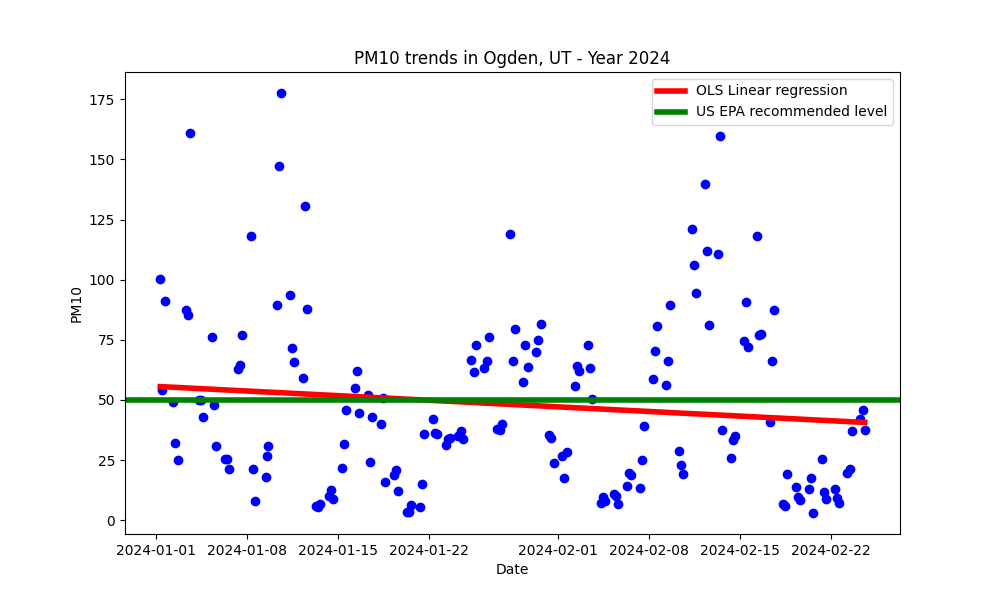 PM10 trends in Ogden, UT - Year 2024
OLS Linear regression
US EPA recommended level
PM10
175
150
125
100
75
50
25
0
2024-01-01 2024-01-08 2024-01-15 2024-01-22 2024-02-01 2024-02-08 2024-02-15 2024-02-22
Date